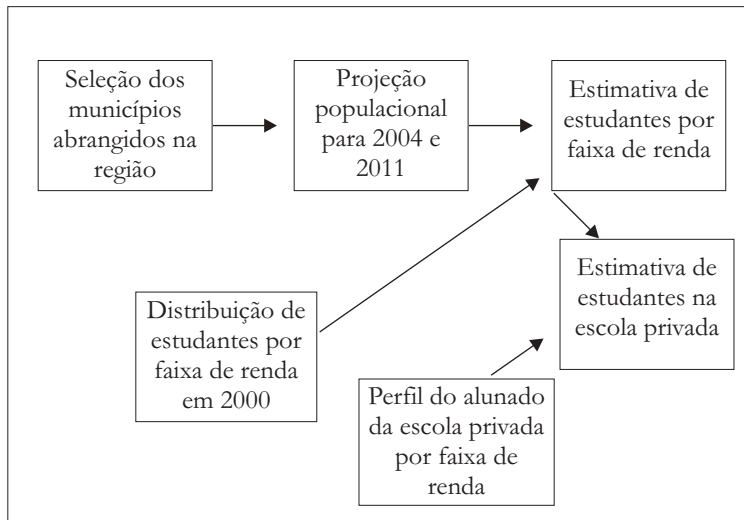 Seleção dos
municípios
abrangidos na
região
Projeção
populacional
para 2004 e
2011
Estimativa de
estudantes por
faixa de renda
Estimativa de
estudantes na
escola privada
Distribuição de
estudantes por
faixa de renda
em 2000
Perfil do alunado
da escola privada
por faixa de
renda